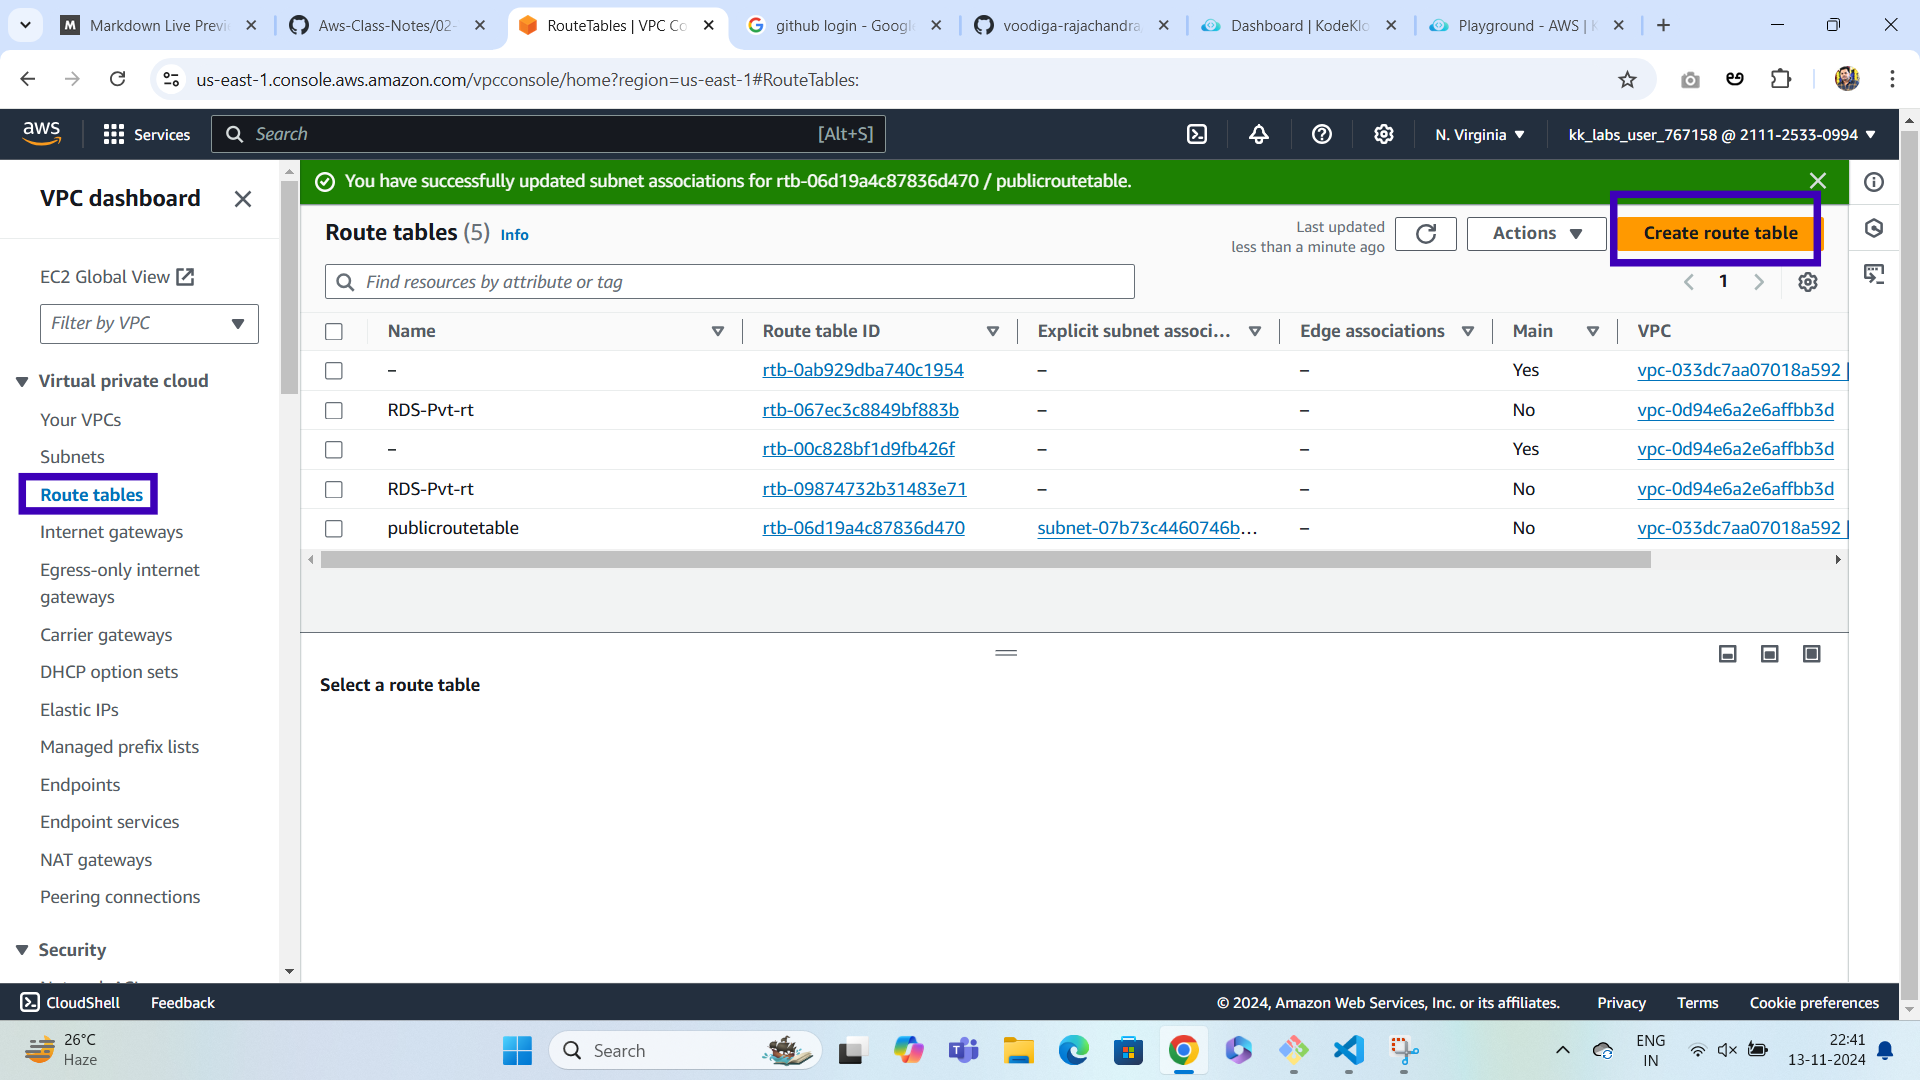 Markdown Live Previ
Aws-Class-Notes/02-
RouteTables | VPC Co
github login - Google
voodiga-rajachandra
Dashboard | KodeKlo
Playground - AWS | K
us-east-1.console.aws.amazon.com/vpcconsole/home?region=us-east-1#RouteTables:
aws
Services
Search
[Alt+S]
N. Virginia
kk_labs_user_767158 @ 2111-2533-0994
VPC dashboard
EC2 Global View
Filter by VPC
Virtual private cloud
Your VPCs
Subnets
Route tables
Internet gateways
Egress-only internet
gateways
Carrier gateways
DHCP option sets
Elastic IPs
Managed prefix lists
Endpoints
Endpoint services
NAT gateways
Peering connections
Security
You have successfully updated subnet associations for rtb-06d19a4c87836d470 / publicroutetable.
Route tables (5) Info
Last updated
less than a minute ago
Actions
Create route table
Find resources by attribute or tag
1
Name Route table ID Explicit subnet associ... Edge associations Main VPC
– rtb-0ab929dba740c1954 – – Yes vpc-033dc7aa07018a592 |
RDS-Pvt-rt rtb-067ec3c8849bf883b – – No vpc-0d94e6a2e6affbb3d
– rtb-00c828bf1d9fb426f – – Yes vpc-0d94e6a2e6affbb3d
RDS-Pvt-rt rtb-09874732b31483e71 – – No vpc-0d94e6a2e6affbb3d
publicroutetable rtb-06d19a4c87836d470 subnet-07b73c4460746b... – No vpc-033dc7aa07018a592 |
Select a route table
CloudShell
Feedback
© 2024, Amazon Web Services, Inc. or its affiliates.
Privacy
Terms
Cookie preferences
26°C
Haze
Search
ENG
IN
22:41
13-11-2024